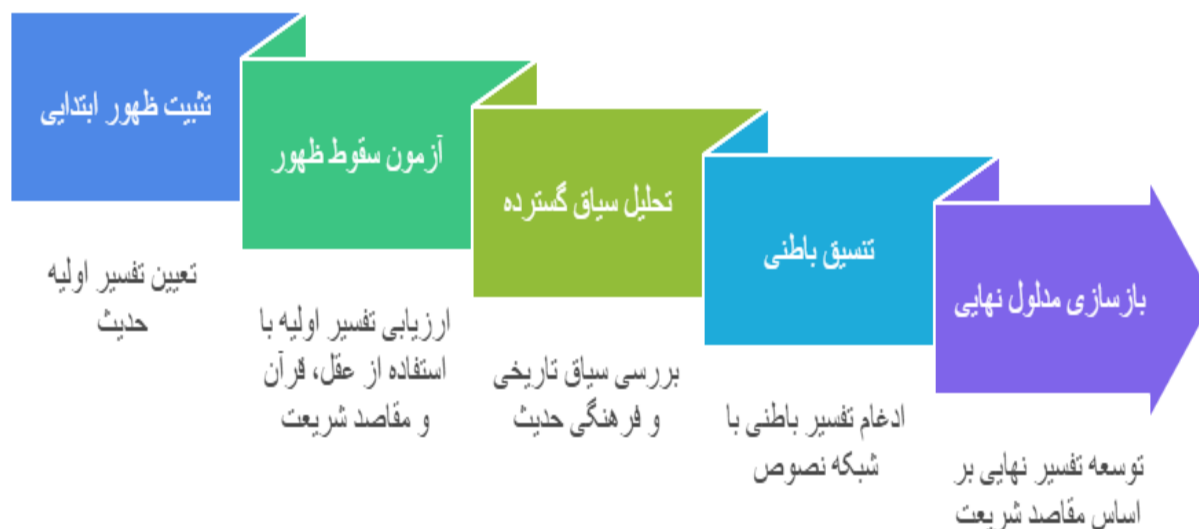 تثبیت ظهور ابتدایی
تعیین تفسیر اولیه
حدیث
آزمون سقوط ظهور
ارزیابی تفسیر اولیه با
استفاده از عقل، قرآن
و مقاصد شریعت
تحلیل سیاق گسترده
بررسی سیاق تاریخی
و فرهنگی حدیث
تنسیق باطنی
ادغام تفسیر باطنی با
شبکه نصوص
بازسازی مدلول نهایی
توسعه تفسیر نهایی بر
اساس مقاصد شریعت